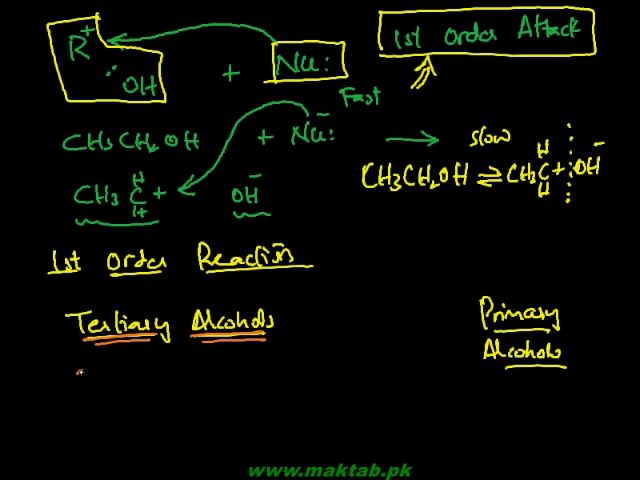 R+ : OH + Nu: 1st Order Attack
Fast
CH3CH2OH + Nu:⁻ → slow
CH3CH2OH ⇌ CH3C+ OH⁻
H
H
H
CH3 C + OH⁻
H
1st Order Reaction
Tertiary Alcohols
Primary
Alcohols
www.maktab.pk